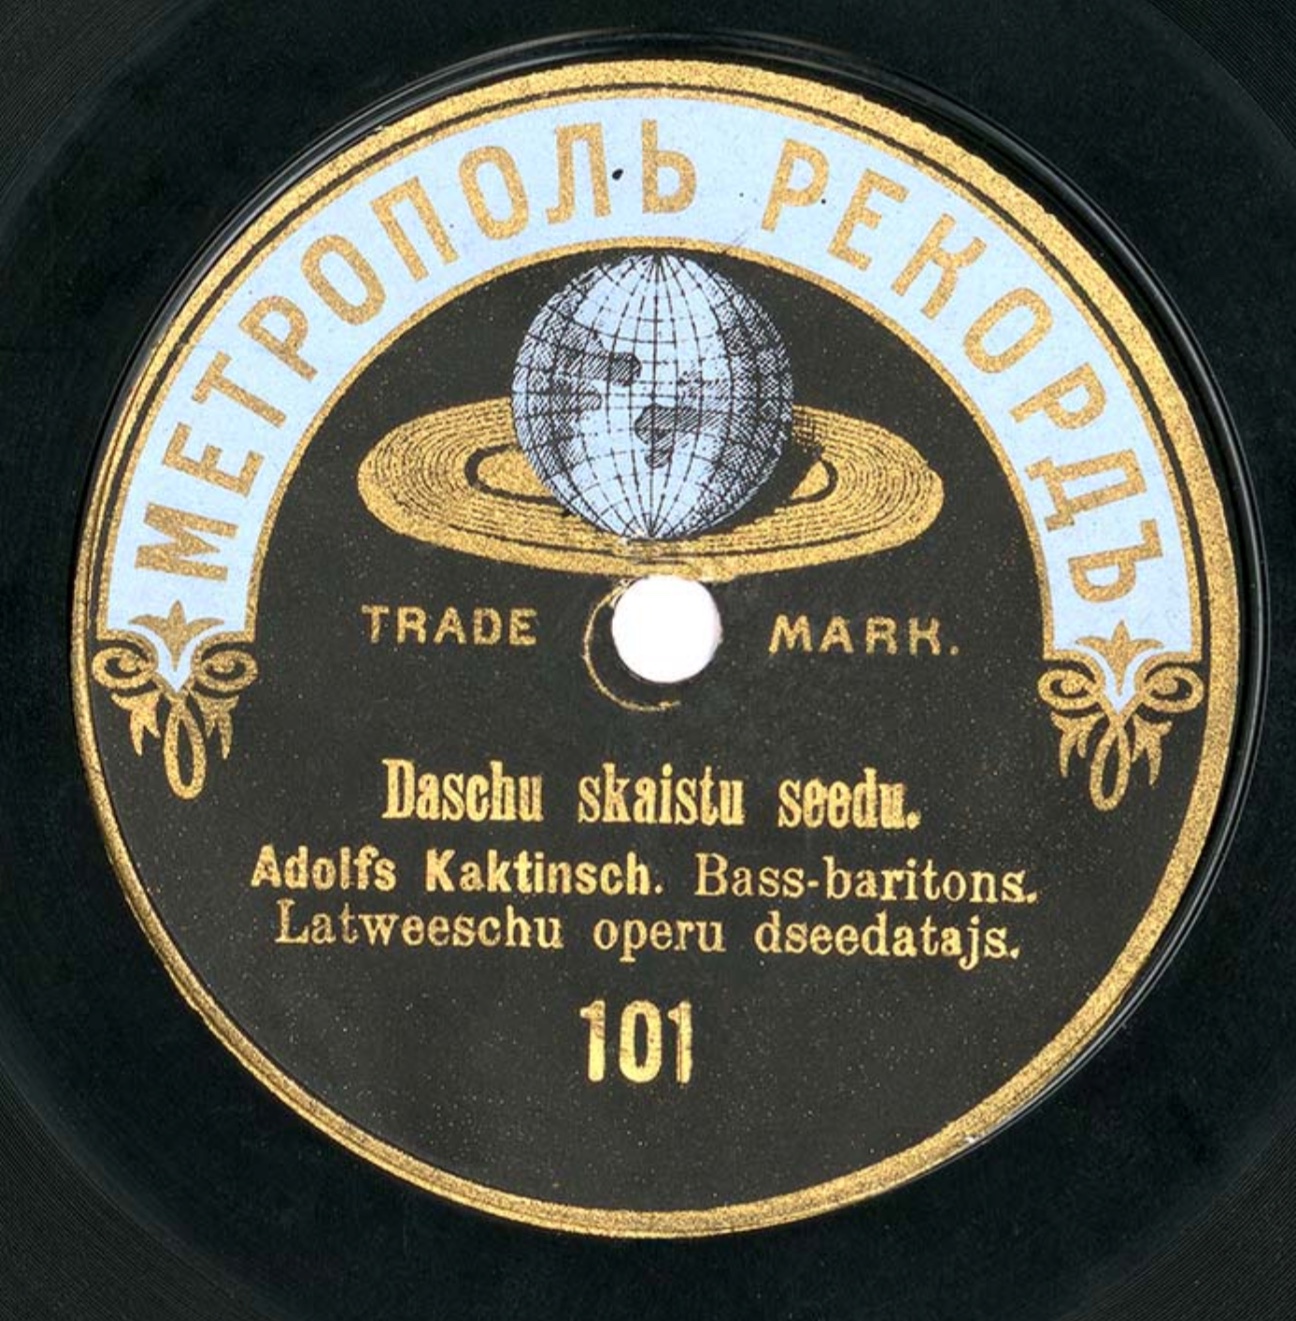 МЕТРОПОЛЬ РЕКОРДЪ
TRADE MARK.
Daschu skaistu seedu.
Adolfs Kaktinsch. Bass-baritons.
Latweeschu operu dseedatajs.
101